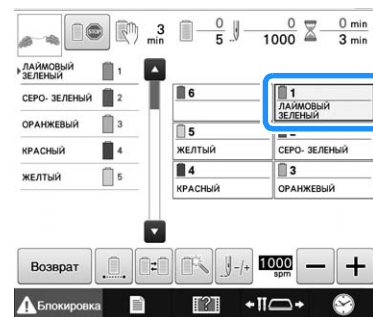 3 min
0 5
0 1000
0 min 3 min
ЛАЙМОВЫЙ ЗЕЛЕНЫЙ 1
СЕРО- ЗЕЛЕНЫЙ 2
ОРАНЖЕВЫЙ 3
КРАСНЫЙ 4
ЖЕЛТЫЙ 5
6
1
ЛАЙМОВЫЙ
ЗЕЛЕНЫЙ
5
ЖЕЛТЫЙ
СЕРО- ЗЕЛЕНЫЙ
4
КРАСНЫЙ
3
ОРАНЖЕВЫЙ
Возврат
-/+
1000
spm
− +
Блокировка